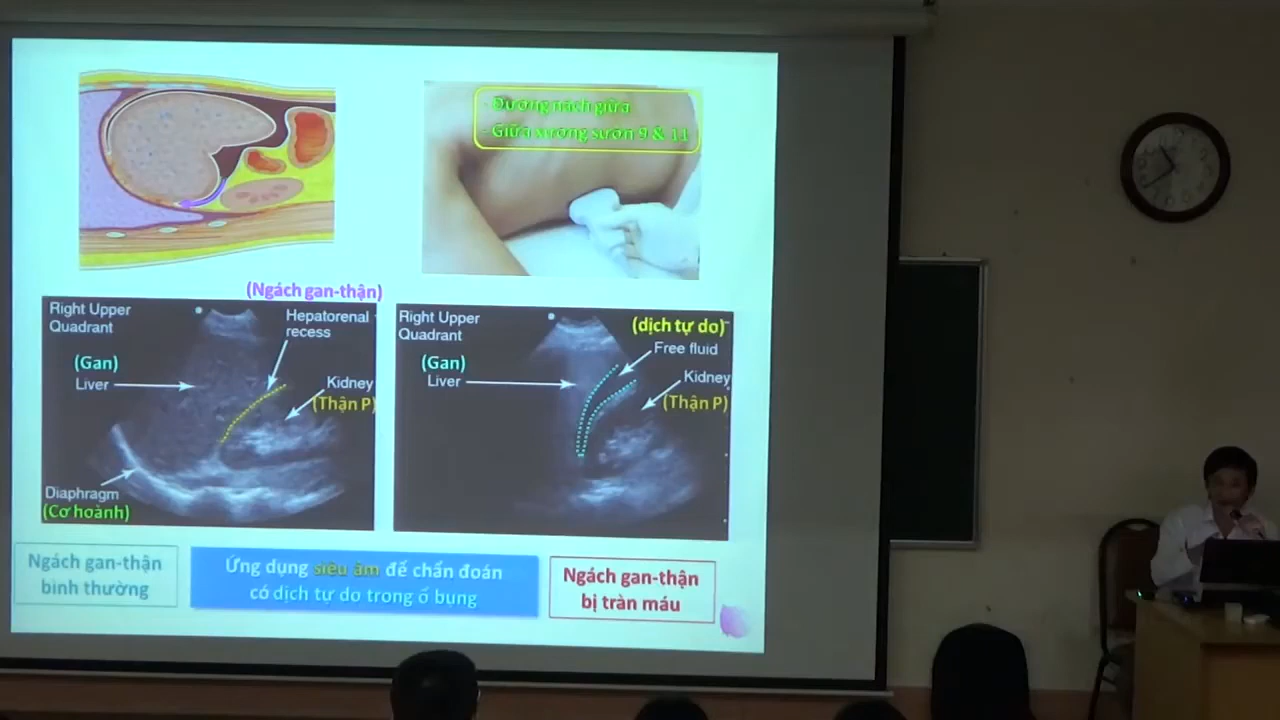 - Đường nách giữa
- Giữa xương sườn 9 & 11
(Ngách gan-thận)
Right Upper
Quadrant
Hepatorenal
recess
(Gan)
Liver
Kidney
(Thận P)
Diaphragm
(Cơ hoành)
Right Upper
Quadrant
(dịch tự do)
Free fluid
(Gan)
Liver
Kidney
(Thận P)
Ngách gan-thận
bình thường
Ứng dụng siêu âm để chẩn đoán
có dịch tự do trong ổ bụng
Ngách gan-thận
bị tràn máu